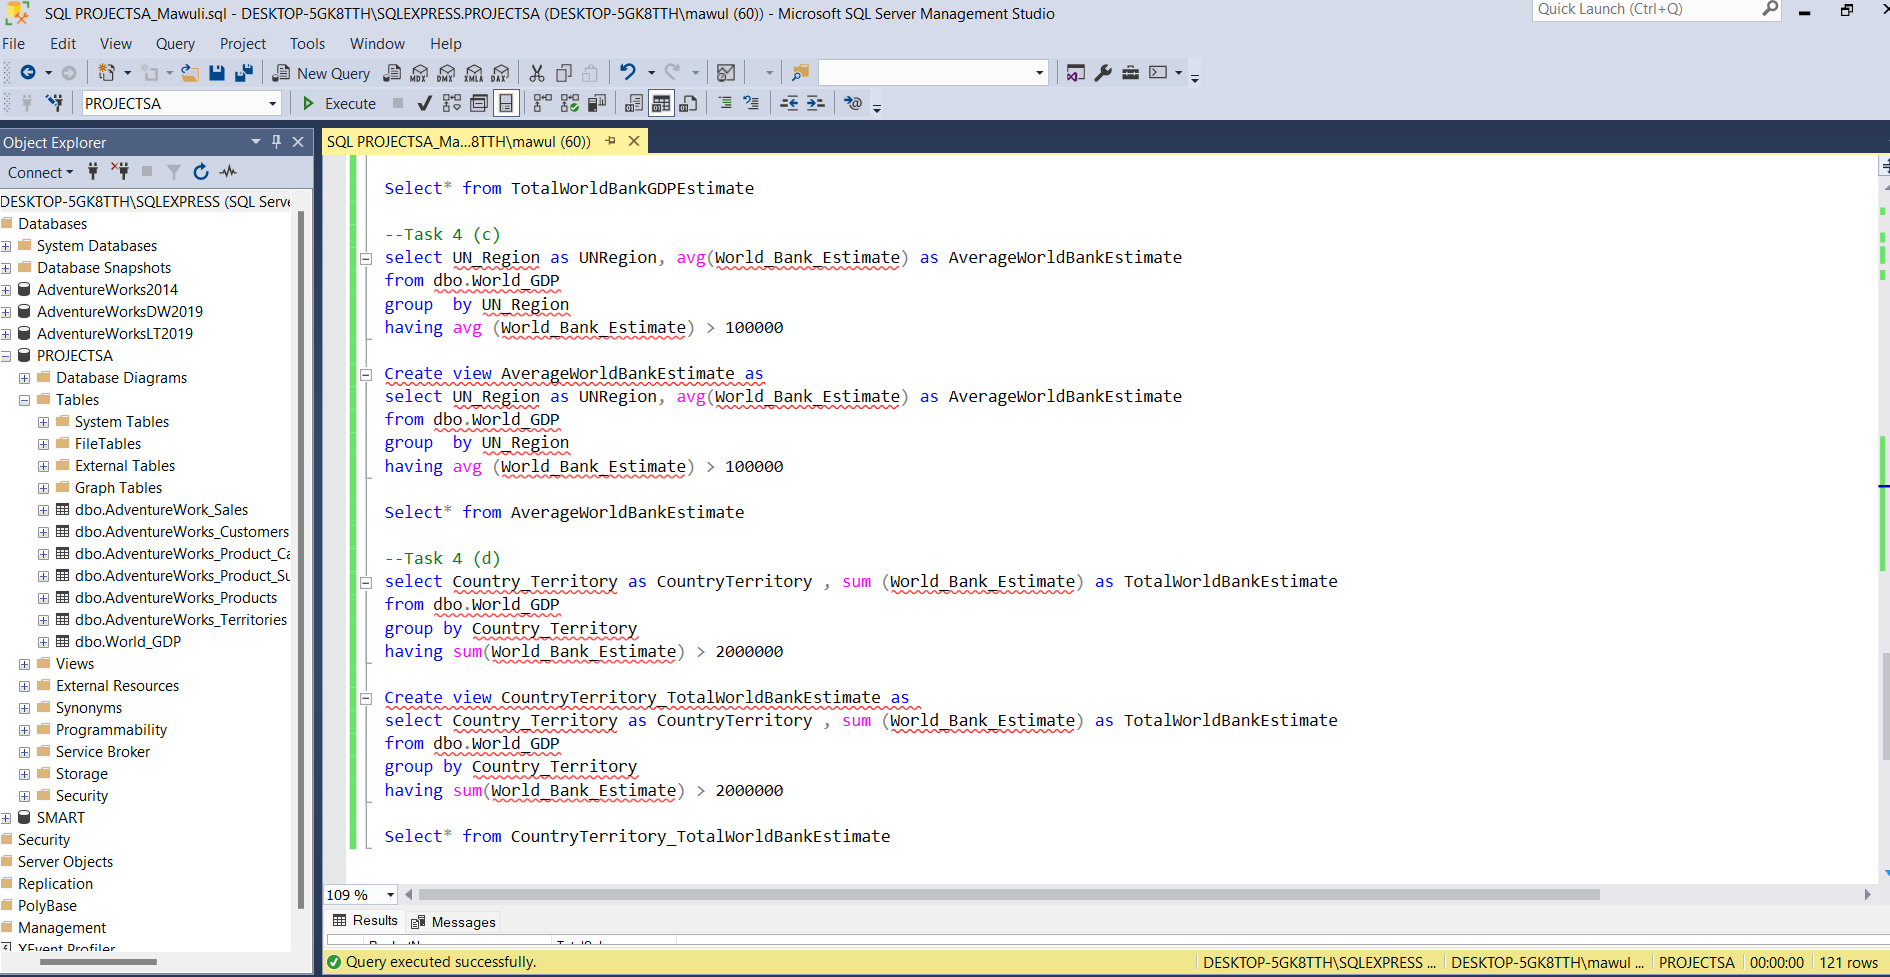 SQL PROJECTSA_Mawuli.sql - DESKTOP-5GK8TTH\SQLEXPRESS.PROJECTSA (DESKTOP-5GK8TTH\mawul (60)) - Microsoft SQL Server Management Studio
Quick Launch (Ctrl+Q)
File Edit View Query Project Tools Window Help
New Query MDX DMX XMLA DAX
PROJECTSA Execute
Object Explorer
SQL PROJECTSA_Ma...8TTH\mawul (60))
Connect
DESKTOP-5GK8TTH\SQLEXPRESS (SQL Serve
Databases
System Databases
Database Snapshots
AdventureWorks2014
AdventureWorksDW2019
AdventureWorksLT2019
PROJECTSA
Database Diagrams
Tables
System Tables
FileTables
External Tables
Graph Tables
dbo.AdventureWork_Sales
dbo.AdventureWorks_Customers
dbo.AdventureWorks_Product_Ca
dbo.AdventureWorks_Product_Su
dbo.AdventureWorks_Products
dbo.AdventureWorks_Territories
dbo.World_GDP
Views
External Resources
Synonyms
Programmability
Service Broker
Storage
Security
SMART
Security
Server Objects
Replication
PolyBase
Management
XEvent Profiler
Select* from TotalWorldBankGDPEstimate
--Task 4 (c)
select UN_Region as UNRegion, avg(World_Bank_Estimate) as AverageWorldBankEstimate
from dbo.World_GDP
group  by UN_Region
having avg (World_Bank_Estimate) > 100000
Create view AverageWorldBankEstimate as
select UN_Region as UNRegion, avg(World_Bank_Estimate) as AverageWorldBankEstimate
from dbo.World_GDP
group  by UN_Region
having avg (World_Bank_Estimate) > 100000
Select* from AverageWorldBankEstimate
--Task 4 (d)
select Country_Territory as CountryTerritory , sum (World_Bank_Estimate) as TotalWorldBankEstimate
from dbo.World_GDP
group by Country_Territory
having sum(World_Bank_Estimate) > 2000000
Create view CountryTerritory_TotalWorldBankEstimate as
select Country_Territory as CountryTerritory , sum (World_Bank_Estimate) as TotalWorldBankEstimate
from dbo.World_GDP
group by Country_Territory
having sum(World_Bank_Estimate) > 2000000
Select* from CountryTerritory_TotalWorldBankEstimate
109 %
Results Messages
Query executed successfully.
DESKTOP-5GK8TTH\SQLEXPRESS ... DESKTOP-5GK8TTH\mawul ... PROJECTSA 00:00:00 121 rows